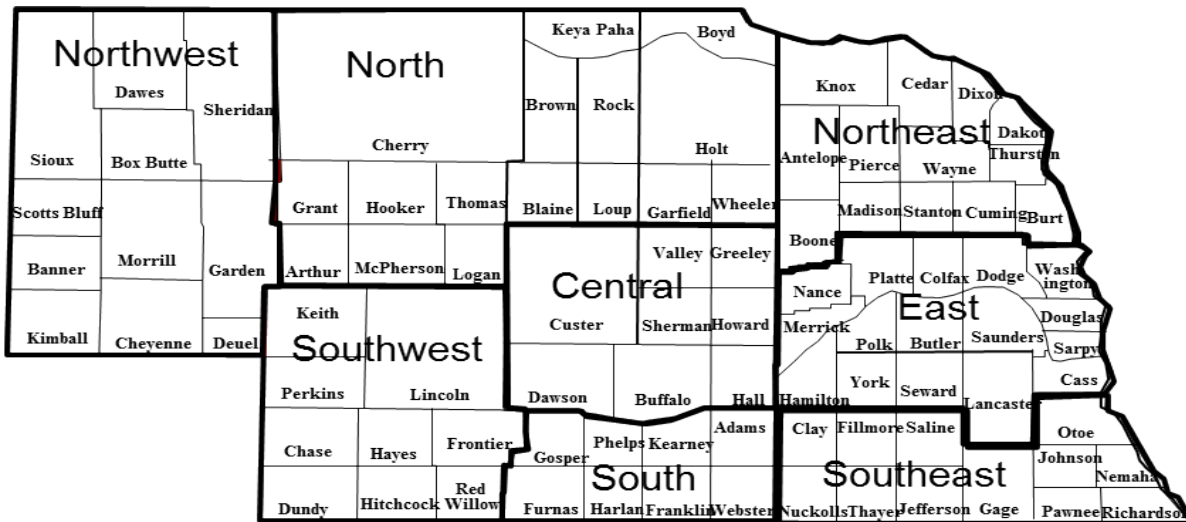 Keya Paha
Boyd
Northwest
North
Knox
Cedar
Dixon
Dawes
Sheridan
Brown
Rock
Northeast
Dakot
Cherry
Holt
Sioux
Box Butte
Antelope
Pierce
Wayne
Thurston
Scotts Bluff
Grant
Hooker
Thomas
Blaine
Loup
Garfield
Wheeler
Madison
Stanton
Cuming
Burt
Boone
Banner
Morrill
Garden
Arthur
McPherson
Logan
Valley
Greeley
Platte
Colfax
Dodge
Wash
ington
Nance
Central
East
Keith
Kimball
Cheyenne
Deuel
Southwest
Custer
Sherman
Howard
Merrick
Polk
Butler
Saunders
Douglas
Sarpy
Perkins
Lincoln
Dawson
Buffalo
Hall
Hamilton
York
Seward
Lancaster
Cass
Chase
Hayes
Frontier
Gosper
Phelps
Kearney
Adams
Clay
Fillmore
Saline
Otoe
South
Southeast
Johnson
Nemaha
Dundy
Hitchcock
Red
Willow
Furnas
Harlan
Franklin
Webster
Nuckolls
Thayer
Jefferson
Gage
Pawnee
Richardson